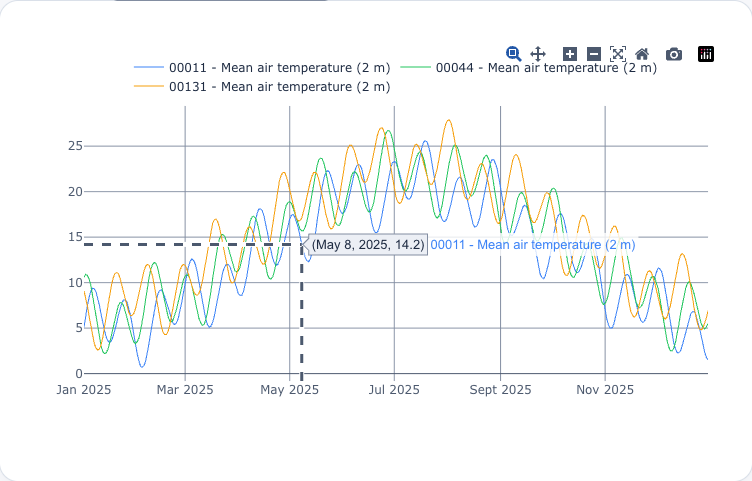 00011 - Mean air temperature (2 m) 00044 - Mean air temperature (2 m)
00131 - Mean air temperature (2 m)
25
20
15
10
5
0
(May 8, 2025, 14.2) 00011 - Mean air temperature (2 m)
Jan 2025 Mar 2025 May 2025 Jul 2025 Sept 2025 Nov 2025